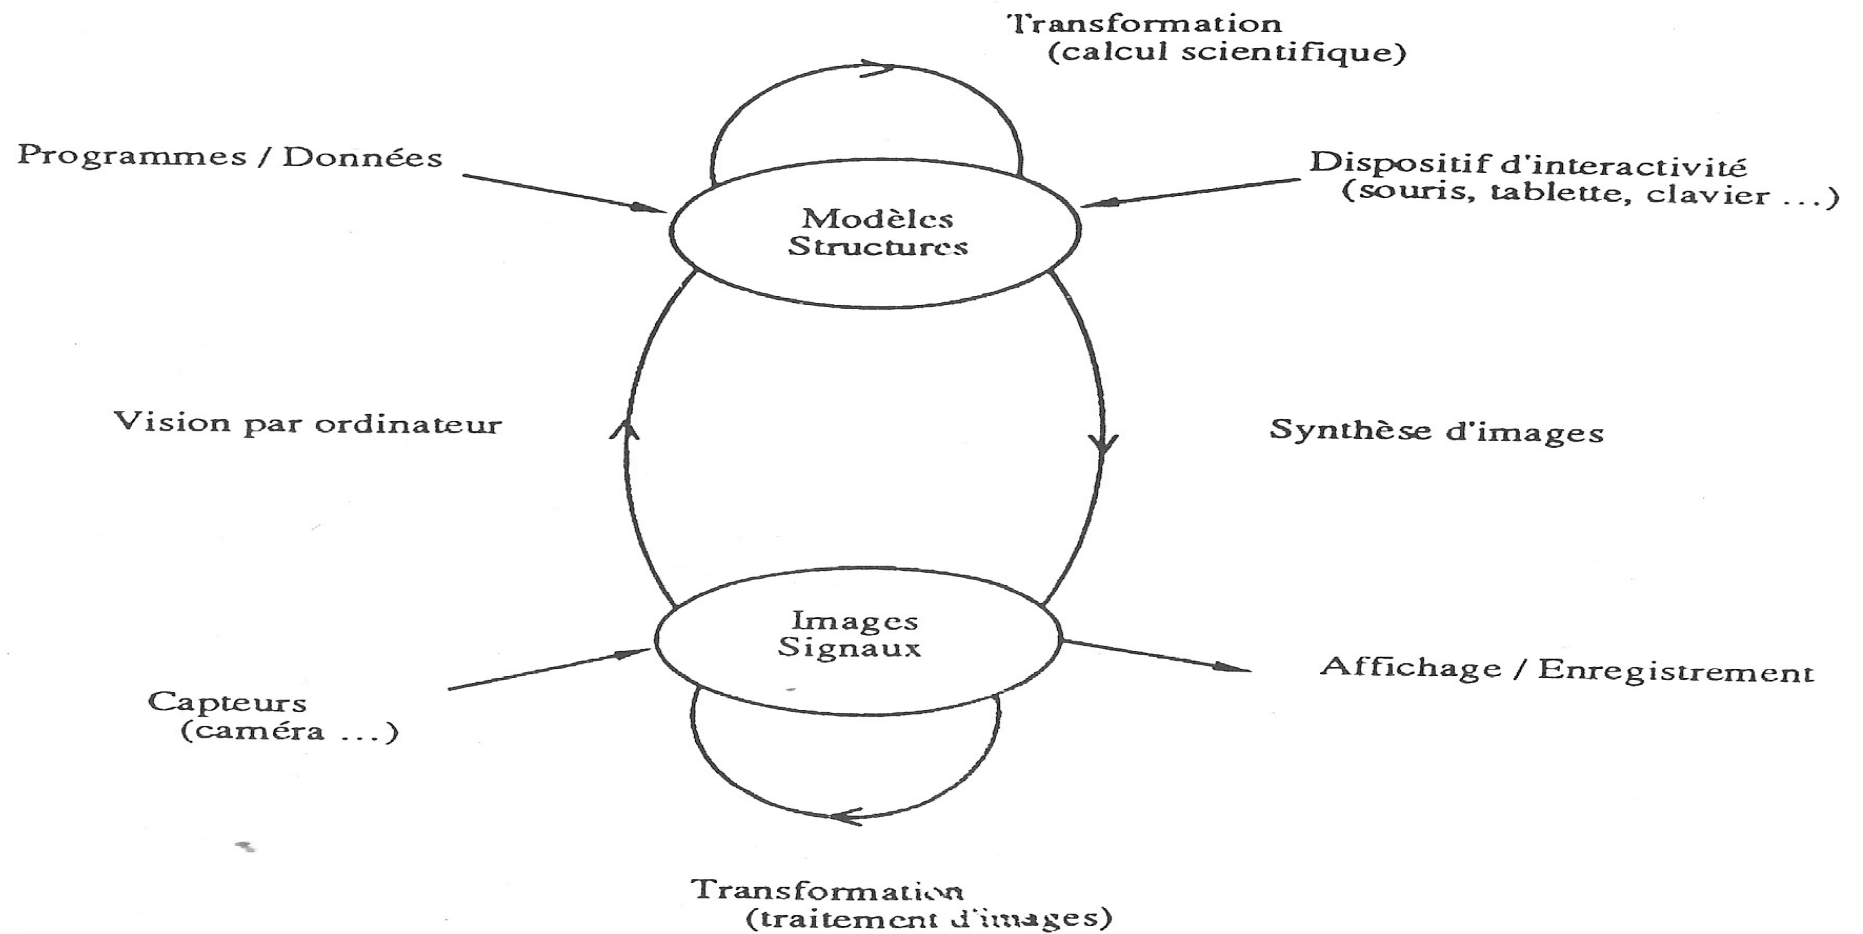 Transformation
(calcul scientifique)
Programmes / Données
Dispositif d'interactivité
(souris, tablette, clavier ...)
Modèles
Structures
Vision par ordinateur
Synthèse d'images
Images
Signaux
Affichage / Enregistrement
Capteurs
(caméra ...)
Transformation
(traitement d'images)